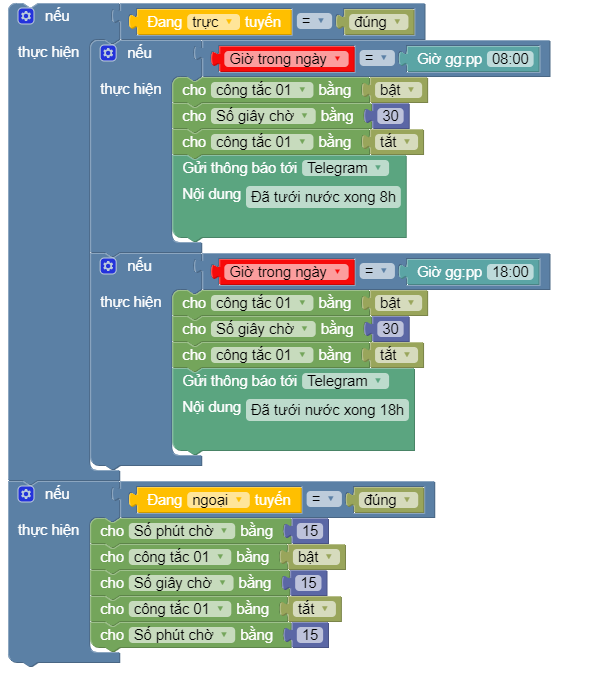 nếu Đang trực tuyến = đúng
thực hiện nếu Giờ trong ngày = Giờ gg:pp 08:00
thực hiện cho công tắc 01 bằng bật
cho Số giây chờ bằng 30
cho công tắc 01 bằng tắt
Gửi thông báo tới Telegram
Nội dung Đã tưới nước xong 8h
nếu Giờ trong ngày = Giờ gg:pp 18:00
thực hiện cho công tắc 01 bằng bật
cho Số giây chờ bằng 30
cho công tắc 01 bằng tắt
Gửi thông báo tới Telegram
Nội dung Đã tưới nước xong 18h
nếu Đang ngoại tuyến = đúng
thực hiện cho Số phút chờ bằng 15
cho công tắc 01 bằng bật
cho Số giây chờ bằng 15
cho công tắc 01 bằng tắt
cho Số phút chờ bằng 15